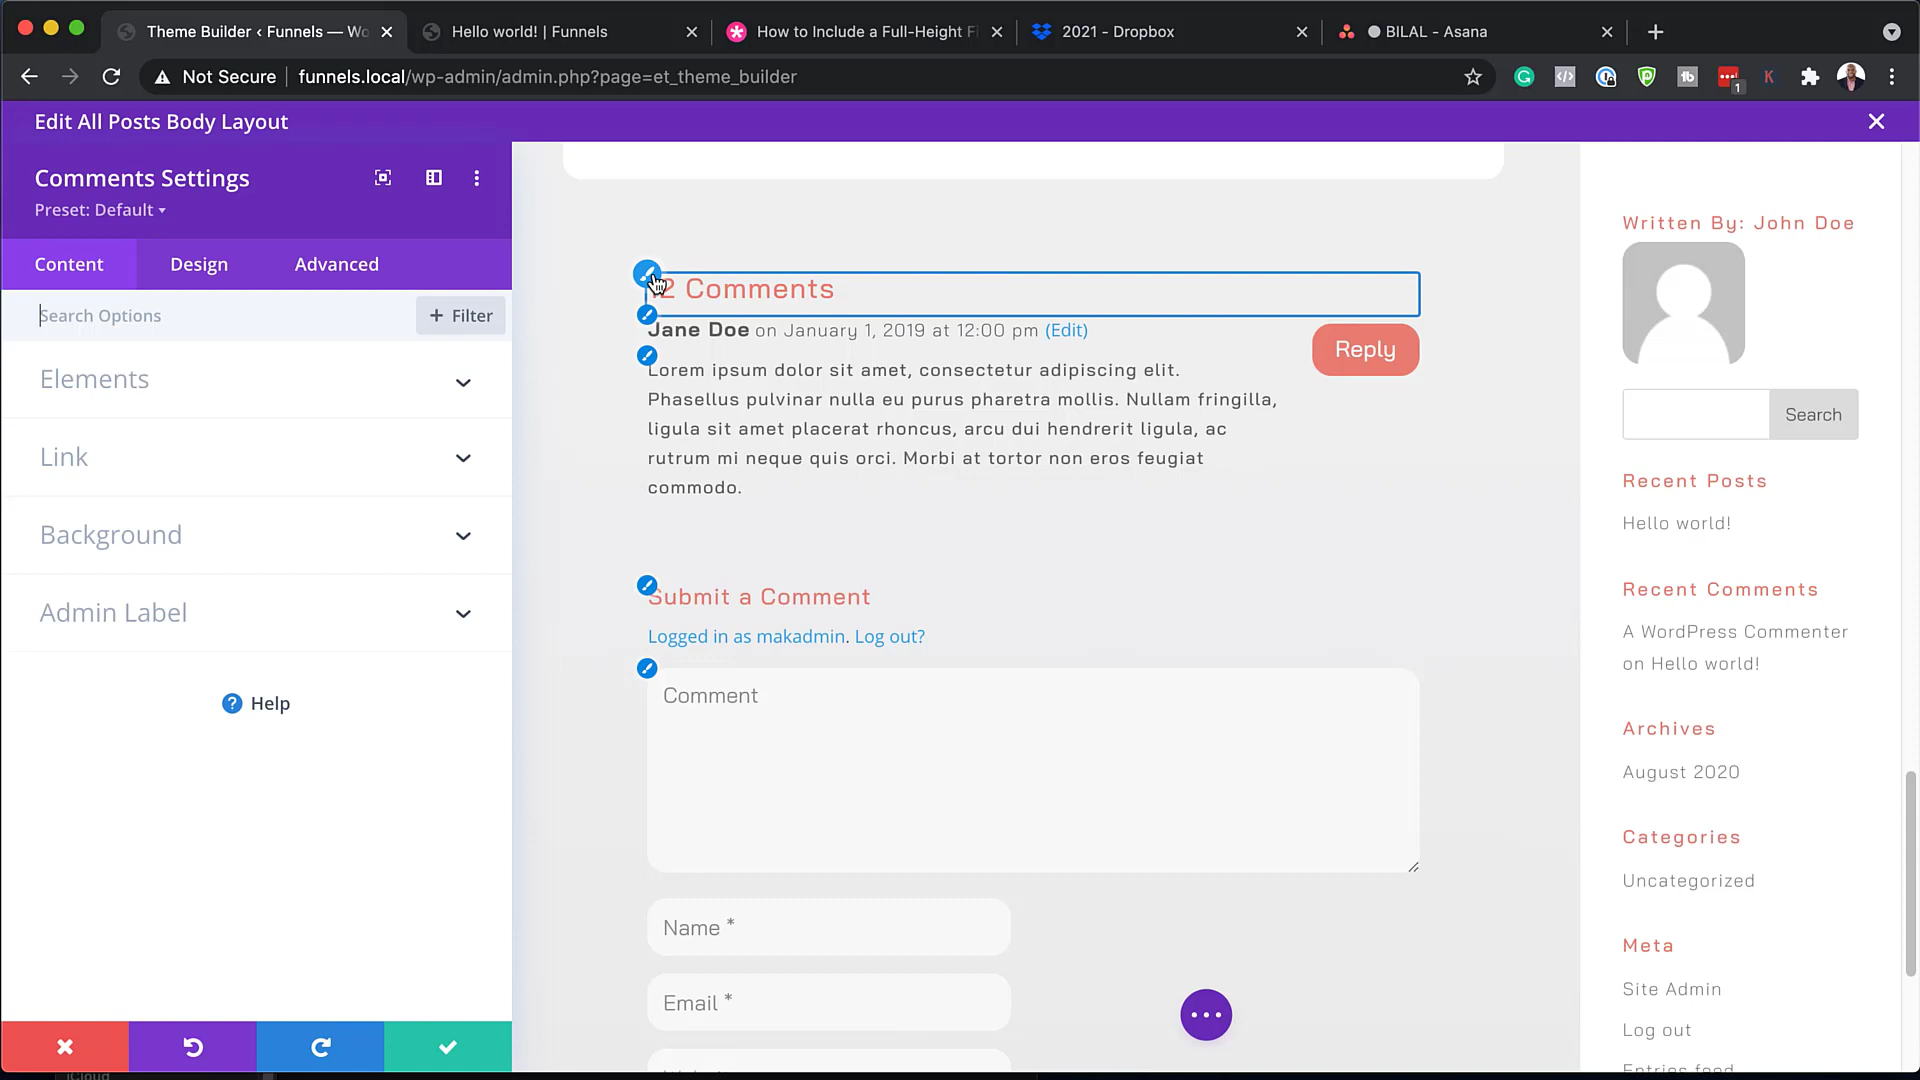 Theme Builder ‹ Funnels — Wo
Hello world! | Funnels
How to Include a Full-Height F
2021 - Dropbox
BILAL - Asana
Not Secure
funnels.local/wp-admin/admin.php?page=et_theme_builder
1
Edit All Posts Body Layout
Comments Settings
Preset: Default
Content
Design
Advanced
Search Options
+ Filter
Elements
Link
Background
Admin Label
? Help
12 Comments
Jane Doe on January 1, 2019 at 12:00 pm (Edit)
Reply
Lorem ipsum dolor sit amet, consectetur adipiscing elit.
Phasellus pulvinar nulla eu purus pharetra mollis. Nullam fringilla,
ligula sit amet placerat rhoncus, arcu dui hendrerit ligula, ac
rutrum mi neque quis orci. Morbi at tortor non eros feugiat
commodo.
Submit a Comment
Logged in as makadmin. Log out?
Comment
Name *
Email *
Written By: John Doe
Search
Recent Posts
Hello world!
Recent Comments
A WordPress Commenter
on Hello world!
Archives
August 2020
Categories
Uncategorized
Meta
Site Admin
Log out
Entries feed
iCloud